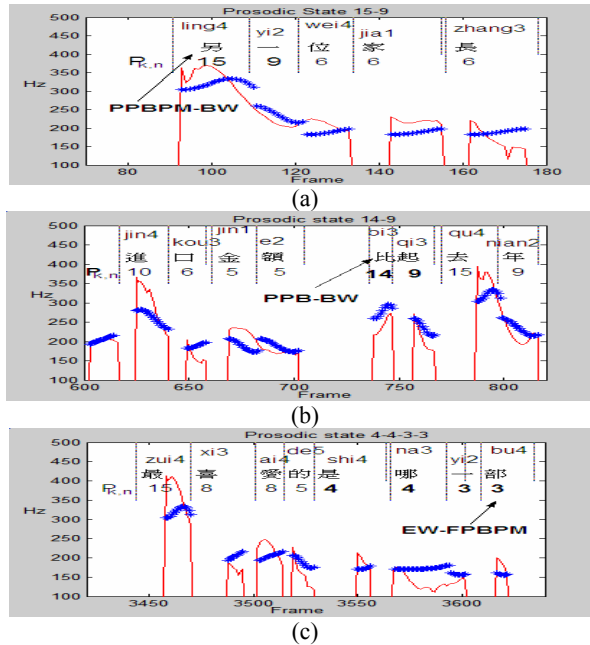 Prosodic State 15-9
ling4 yi2 wei4 jia1 zhang3
P k,n 另 一 位 家 長
15 9 6 6 6
PPBPM-BW
Hz
500
450
400
350
300
250
200
150
100
80 100 120 140 160 180
Frame
(a)
Prosodic state 14-9
jin4 kou3 jin1 e2 bi3 qi3 qu4 nian2
進 口 金 額 比 起 去 年
P k,n 10 6 5 5 14 9 15 9
PPB-BW
Hz
500
450
400
350
300
250
200
150
100
600 650 700 750 800
Frame
(b)
Prosodic state 4-4-3-3
zui4 xi3 ai4 de5 shi4 na3 yi2 bu4
最 喜 愛 的 是 哪 一 部
P k,n 15 8 8 5 4 4 3 3
EW-FPBPM
Hz
500
450
400
350
300
250
200
150
100
3450 3500 3550 3600
Frame
(c)